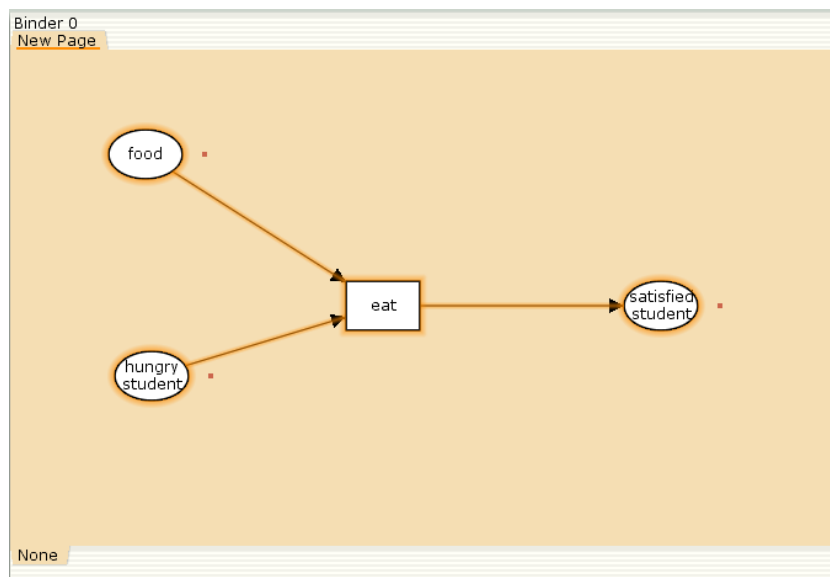 Binder 0
New Page
food
eat
satisfied
student
hungry
student
None